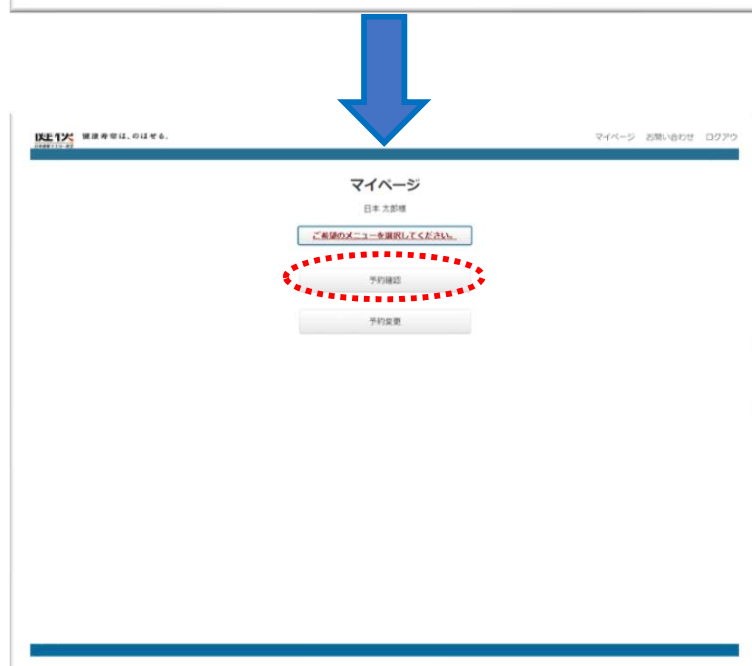 健康寿命は、のばせる。
マイページ お問い合わせ ログアウ
マイページ
日本 太郎様
ご希望のメニューを選択してください。
予約確認
予約変更